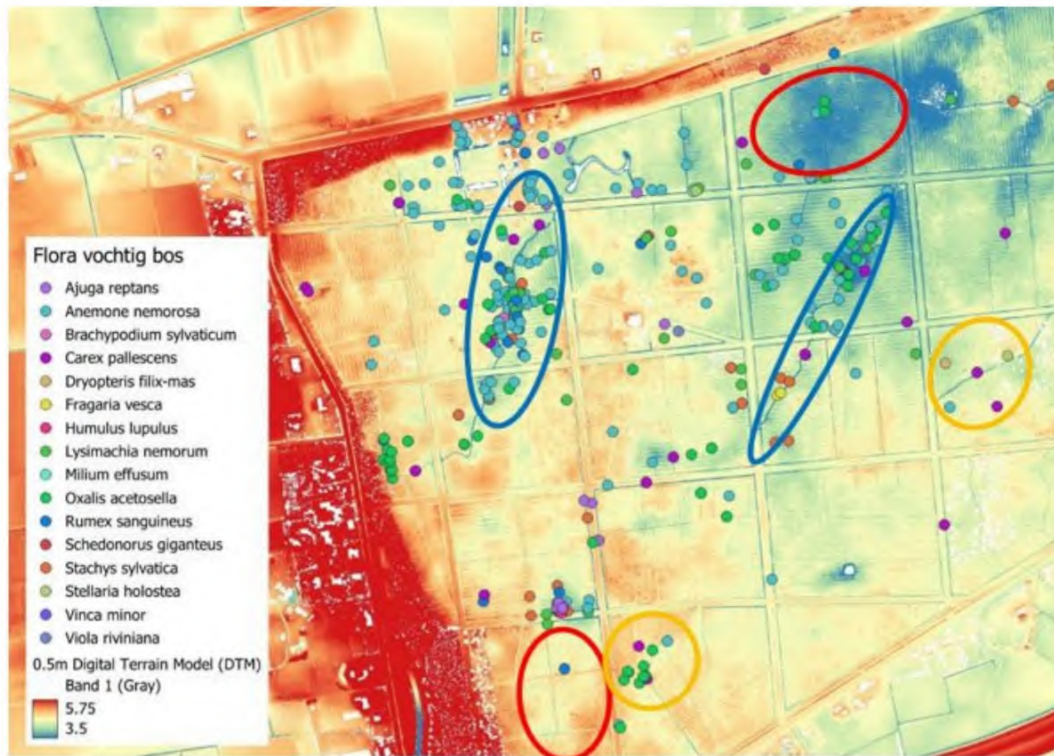 Flora vochtig bos
Ajuga reptans
Anemone nemorosa
Brachypodium sylvaticum
Carex pallescens
Dryopteris filix-mas
Fragaria vesca
Humulus lupulus
Lysimachia nemorum
Milium effusum
Oxalis acetosella
Rumex sanguineus
Schedonorus giganteus
Stachys sylvatica
Stellaria holostea
Vinca minor
Viola riviniana
0.5m Digital Terrain Model (DTM)
Band 1 (Gray)
5.75
3.5